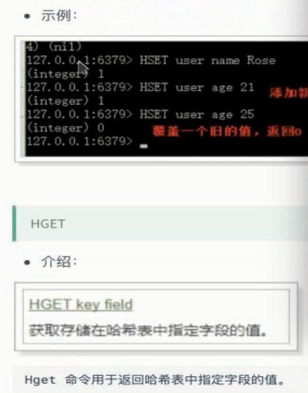 ● 示例：
4) (nil)
127.0.0.1:6379> HSET user name Rose
(integer) 1
127.0.0.1:6379> HSET user age 21 添加新
(integer) 1
127.0.0.1:6379> HSET user age 25
(integer) 0 覆盖一个旧的值，返回0
127.0.0.1:6379>
HGET
● 介绍：
HGET key field
获取存储在哈希表中指定字段的值。
Hget 命令用于返回哈希表中指定字段的值。